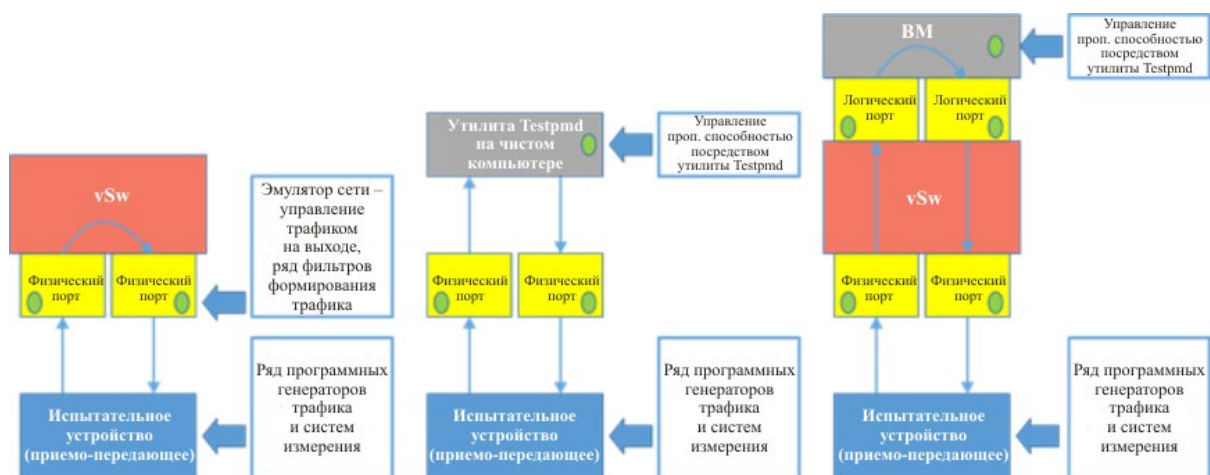 vSw
Физический
порт
Физический
порт
Эмулятор сети –
управление
трафиком
на выходе,
ряд фильтров
формирования
трафика
Испытательное
устройство
(приемо-передающее)
Ряд программных
генераторов
трафика
и систем
измерения
Утилита Testpmd
на чистом
компьютере
Управление
проп. способностью
посредством
утилиты Testpmd
Физический
порт
Физический
порт
Испытательное
устройство
(приемо-передающее)
Ряд программных
генераторов
трафика
и систем
измерения
ВМ
Управление
проп. способностью
посредством
утилиты Testpmd
Логический
порт
Логический
порт
vSw
Физический
порт
Физический
порт
Испытательное
устройство
(приемо-передающее)
Ряд программных
генераторов
трафика
и систем
измерения